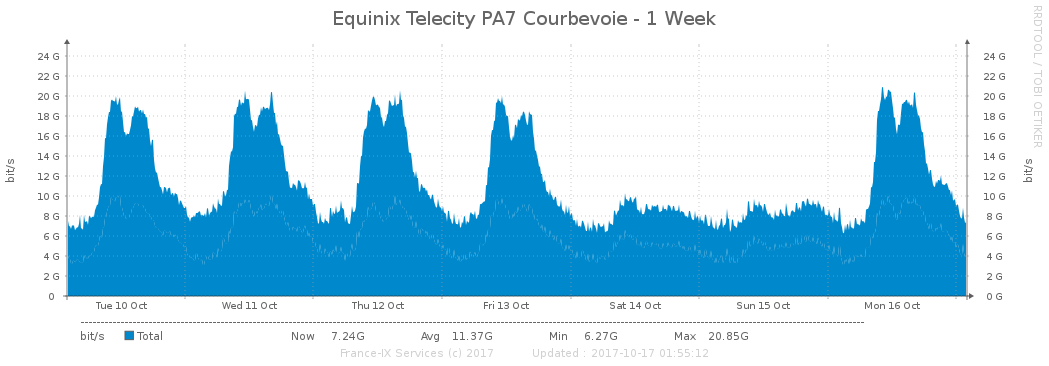 Equinix Telecity PA7 Courbevoie - 1 Week
RRDTOOL / TOBI OETIKER
24 G 24 G
22 G 22 G
20 G 20 G
18 G 18 G
16 G 16 G
14 G 14 G
12 G 12 G
10 G 10 G
8 G 8 G
6 G 6 G
4 G 4 G
2 G 2 G
0 0 G
bit/s
bit/s
Tue 10 Oct Wed 11 Oct Thu 12 Oct Fri 13 Oct Sat 14 Oct Sun 15 Oct Mon 16 Oct
bit/s Total Now 7.24G Avg 11.37G Min 6.27G Max 20.85G
France-IX Services (c) 2017 Updated : 2017-10-17 01:55:12